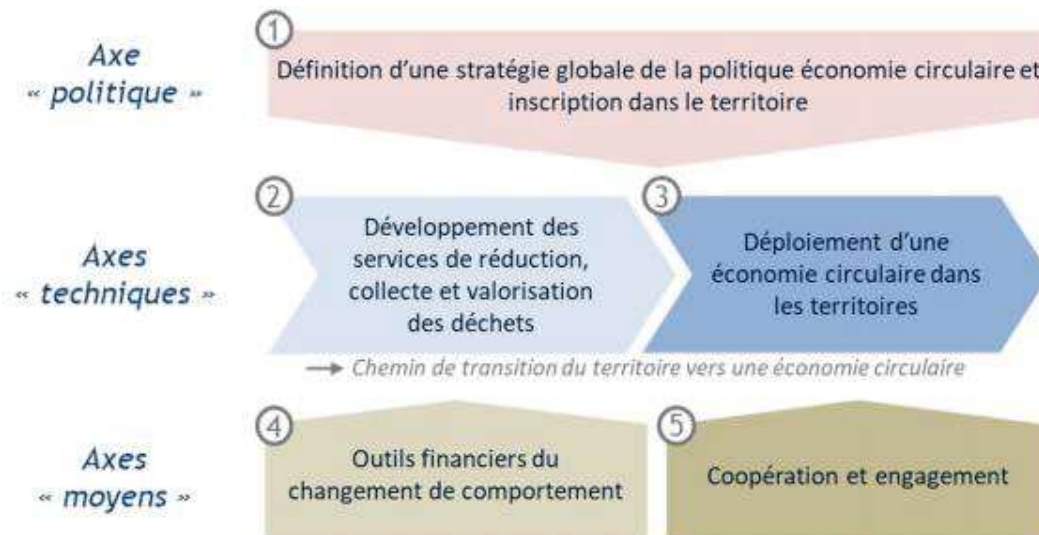 Axe
« politique »
1
Définition d'une stratégie globale de la politique économie circulaire et
inscription dans le territoire
Axes
« techniques »
2
Développement des
services de réduction,
collecte et valorisation
des déchets
3
Déploiement d'une
économie circulaire dans
les territoires
→ Chemin de transition du territoire vers une économie circulaire
Axes
« moyens »
4
Outils financiers du
changement de comportement
5
Coopération et engagement